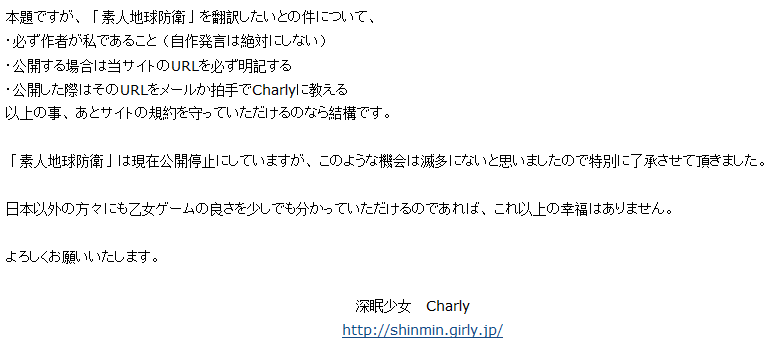 本題ですが、「素人地球防衛」を翻訳したいとの件について、
・必ず作者が私であること（自作発言は絶対にしない）
・公開する場合は当サイトのURLを必ず明記する
・公開した際はそのURLをメールか拍手でCharlyに教える
以上の事、あとサイトの規約を守っていただけるのなら結構です。
「素人地球防衛」は現在公開停止にしていますが、このような機会は滅多にないと思いましたので特別に了承させて頂きました。
日本以外の方々にも乙女ゲームの良さを少しでも分かっていただけるのであれば、これ以上の幸福はありません。
よろしくお願いいたします。
深眠少女　Charly
http://shinmin.girly.jp/